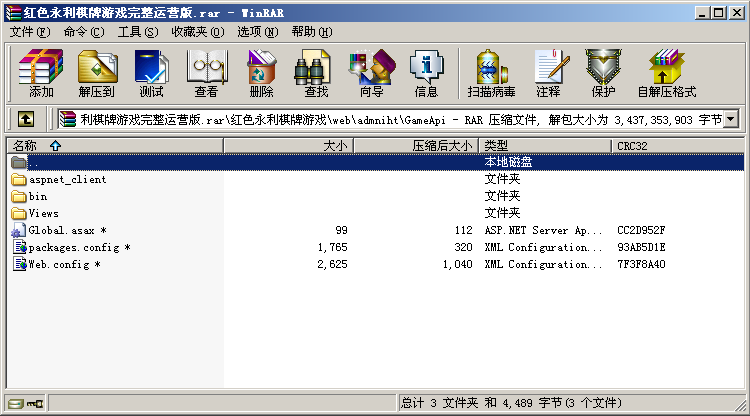 红色永利棋牌游戏完整运营版.rar - WinRAR
文件(F) 命令(C) 工具(S) 收藏夹(O) 选项(N) 帮助(H)
添加 解压到 测试 查看 删除 查找 向导 信息 扫描病毒 注释 保护 自解压格式
利棋牌游戏完整运营版.rar\红色永利棋牌游戏\web\admniht\GameApi - RAR 压缩文件, 解包大小为 3,437,353,903 字节
名称 大小 压缩后大小 类型 CRC32
.. 本地磁盘
aspnet_client 文件夹
bin 文件夹
Views 文件夹
Global.asax * 99 112 ASP.NET Server Ap... CC2D952F
packages.config * 1,765 320 XML Configuration... 93AB5D1E
Web.config * 2,625 1,040 XML Configuration... 7F3F8A40
总计 3 文件夹 和 4,489 字节(3 个文件)